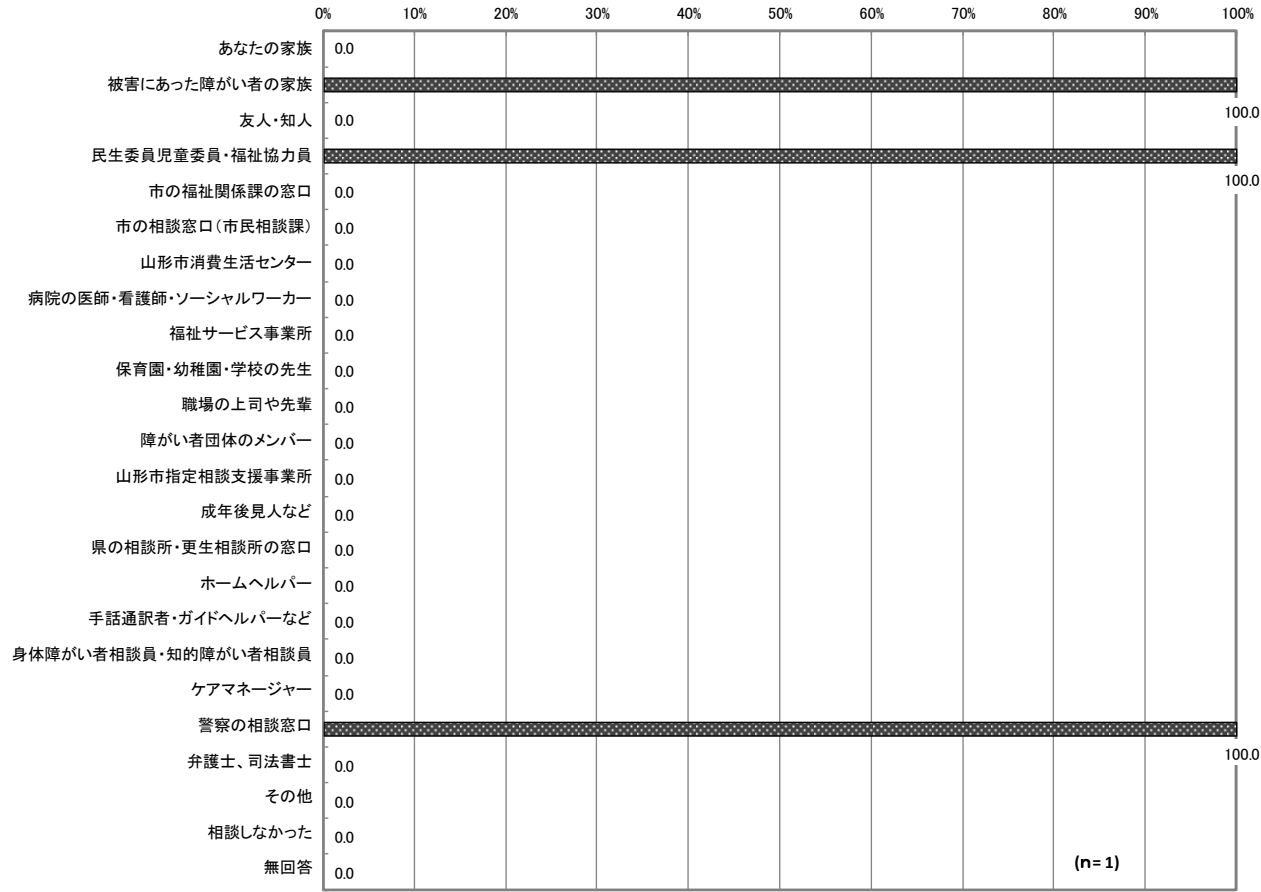 0% 10% 20% 30% 40% 50% 60% 70% 80% 90% 100%
あなたの家族 0.0
被害にあった障がい者の家族 100.0
友人・知人 0.0
民生委員児童委員・福祉協力員 100.0
市の福祉関係課の窓口 0.0
市の相談窓口(市民相談課) 0.0
山形市消費生活センター 0.0
病院の医師・看護師・ソーシャルワーカー 0.0
福祉サービス事業所 0.0
保育園・幼稚園・学校の先生 0.0
職場の上司や先輩 0.0
障がい者団体のメンバー 0.0
山形市指定相談支援事業所 0.0
成年後見人など 0.0
県の相談所・更生相談所の窓口 0.0
ホームヘルパー 0.0
手話通訳者・ガイドヘルパーなど 0.0
身体障がい者相談員・知的障がい者相談員 0.0
ケアマネージャー 0.0
警察の相談窓口 100.0
弁護士、司法書士 0.0
その他 0.0
相談しなかった 0.0
無回答 0.0
(n=1)